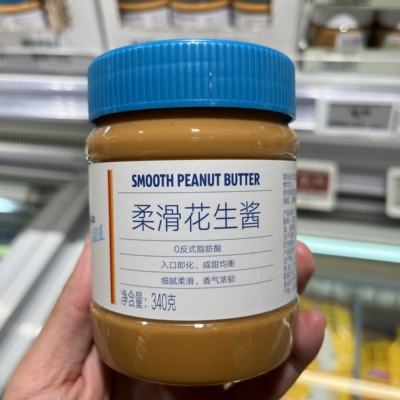 SMOOTH PEANUT BUTTER
柔滑花生酱
0反式脂肪酸
入口即化，咸甜均衡
细腻柔滑，香气浓郁
净含量：340克